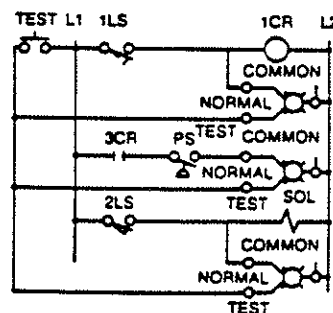 TEST L1 1LS 1CR L2
COMMON
NORMAL
TEST
3CR PS COMMON
NORMAL
TEST
2LS SOL
COMMON
NORMAL
TEST